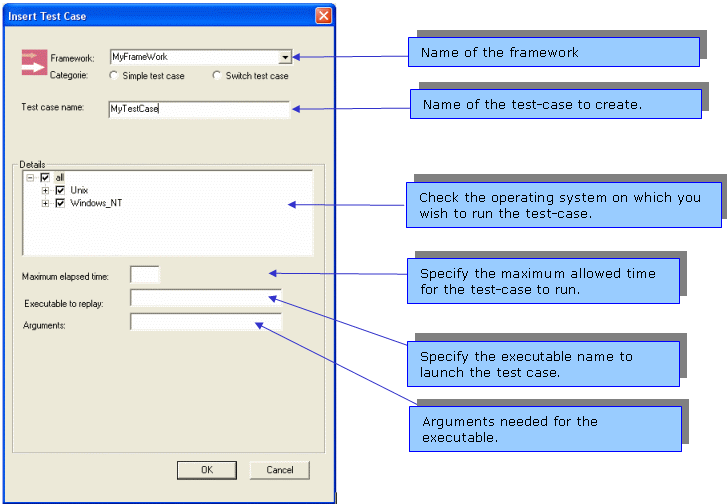 Insert Test Case
Framework: MyFrameWork
Categorie: Simple test case Switch test case
Test case name: MyTestCase
Details
all
Unix
Windows_NT
Maximum elapsed time:
Executable to replay:
Arguments:
OK Cancel
Name of the framework
Name of the test-case to create.
Check the operating system on which you
wish to run the test-case.
Specify the maximum allowed time
for the test-case to run.
Specify the executable name to
launch the test case.
Arguments needed for the
executable.